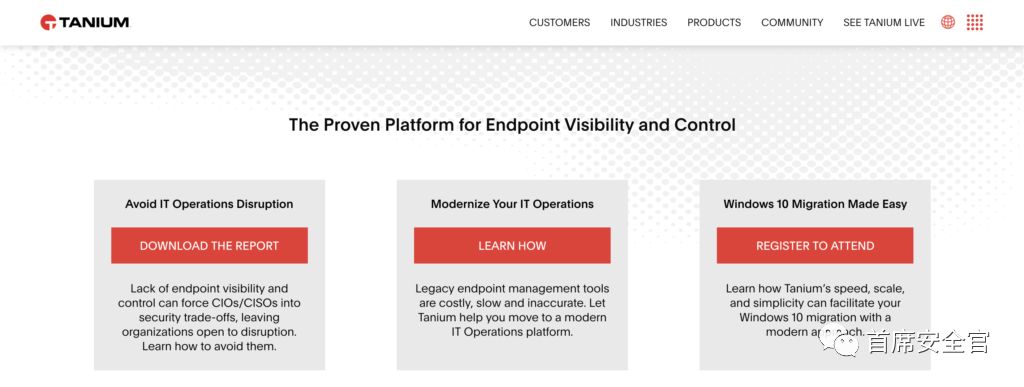 TANIUM
CUSTOMERS INDUSTRIES PRODUCTS COMMUNITY SEE TANIUM LIVE
The Proven Platform for Endpoint Visibility and Control
Avoid IT Operations Disruption
DOWNLOAD THE REPORT
Lack of endpoint visibility and
control can force CIOs/CISOs into
security trade-offs, leaving
organizations open to disruption.
Learn how to avoid them.
Modernize Your IT Operations
LEARN HOW
Legacy endpoint management tools
are costly, slow and inaccurate. Let
Tanium help you move to a modern
IT Operations platform.
Windows 10 Migration Made Easy
REGISTER TO ATTEND
Learn how Tanium's speed, scale,
and simplicity can facilitate your
Windows 10 migration with a
modern
首席安全官